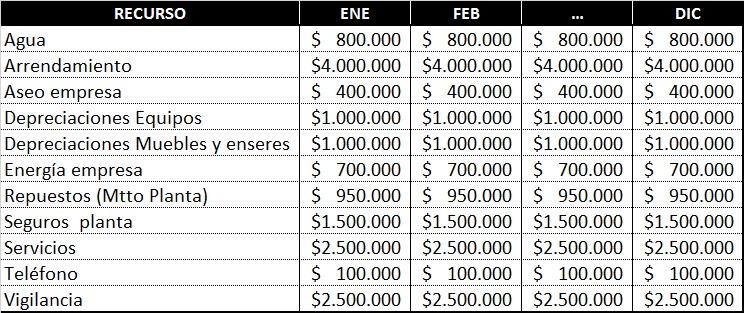 RECURSO ENE FEB ... DIC
Agua $ 800.000 $ 800.000 $ 800.000 $ 800.000
Arrendamiento $4.000.000 $4.000.000 $4.000.000 $4.000.000
Aseo empresa $ 400.000 $ 400.000 $ 400.000 $ 400.000
Depreciaciones Equipos $1.000.000 $1.000.000 $1.000.000 $1.000.000
Depreciaciones Muebles y enseres $1.000.000 $1.000.000 $1.000.000 $1.000.000
Energía empresa $ 700.000 $ 700.000 $ 700.000 $ 700.000
Repuestos (Mtto Planta) $ 950.000 $ 950.000 $ 950.000 $ 950.000
Seguros planta $1.500.000 $1.500.000 $1.500.000 $1.500.000
Servicios $2.500.000 $2.500.000 $2.500.000 $2.500.000
Teléfono $ 100.000 $ 100.000 $ 100.000 $ 100.000
Vigilancia $2.500.000 $2.500.000 $2.500.000 $2.500.000